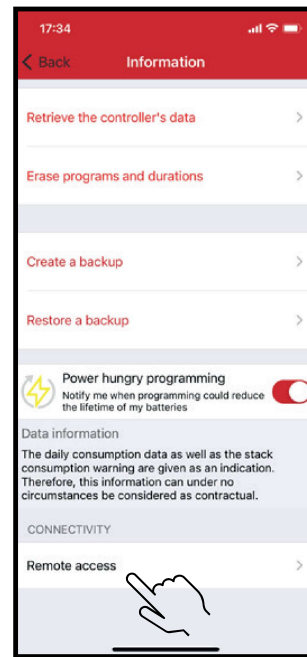 17:34
Back
Information
Retrieve the controller's data
Erase programs and durations
Create a backup
Restore a backup
Power hungry programming
Notify me when programming could reduce
the lifetime of my batteries
Data information
The daily consumption data as well as the stack
consumption warning are given as an indication.
Therefore, this information can under no
circumstances be considered as contractual.
CONNECTIVITY
Remote access